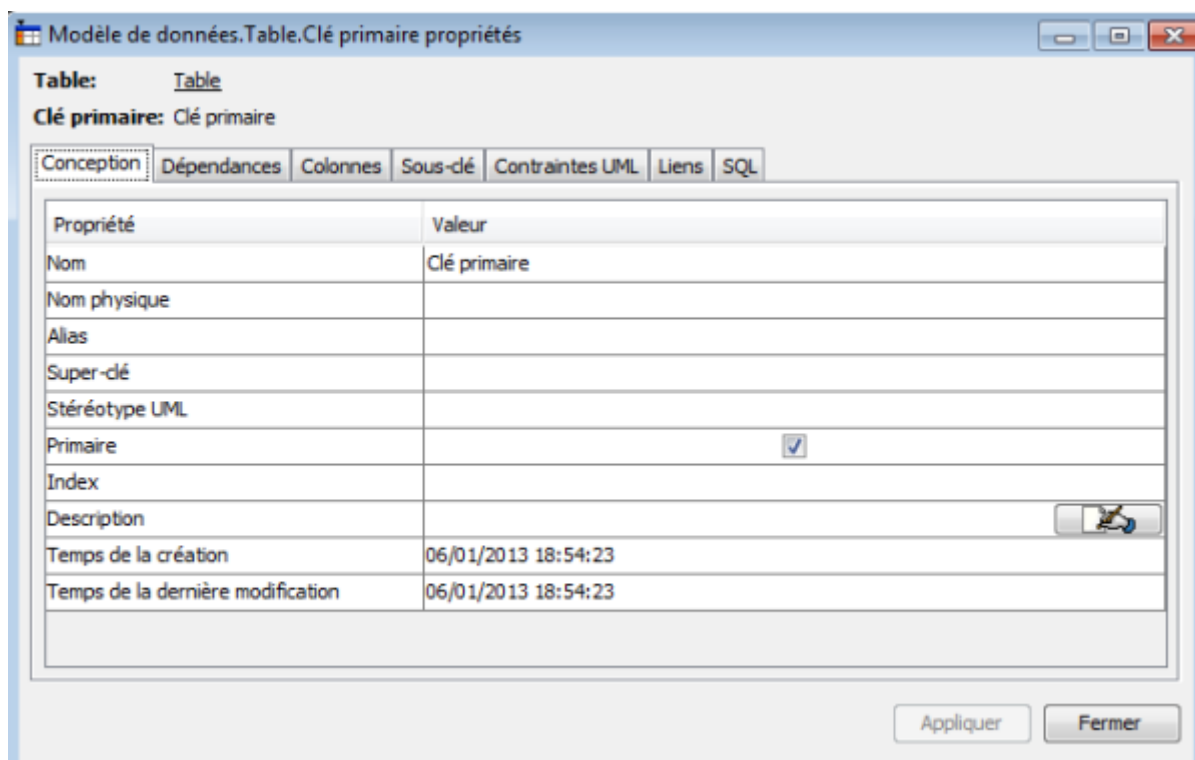 Modèle de données.Table.Clé primaire propriétés
Table: Table
Clé primaire: Clé primaire
Conception Dépendances Colonnes Sous-clé Contraintes UML Liens SQL
Propriété Valeur
Nom Clé primaire
Nom physique
Alias
Super-clé
Stéréotype UML
Primaire
Index
Description
Temps de la création 06/01/2013 18:54:23
Temps de la dernière modification 06/01/2013 18:54:23
Appliquer Fermer